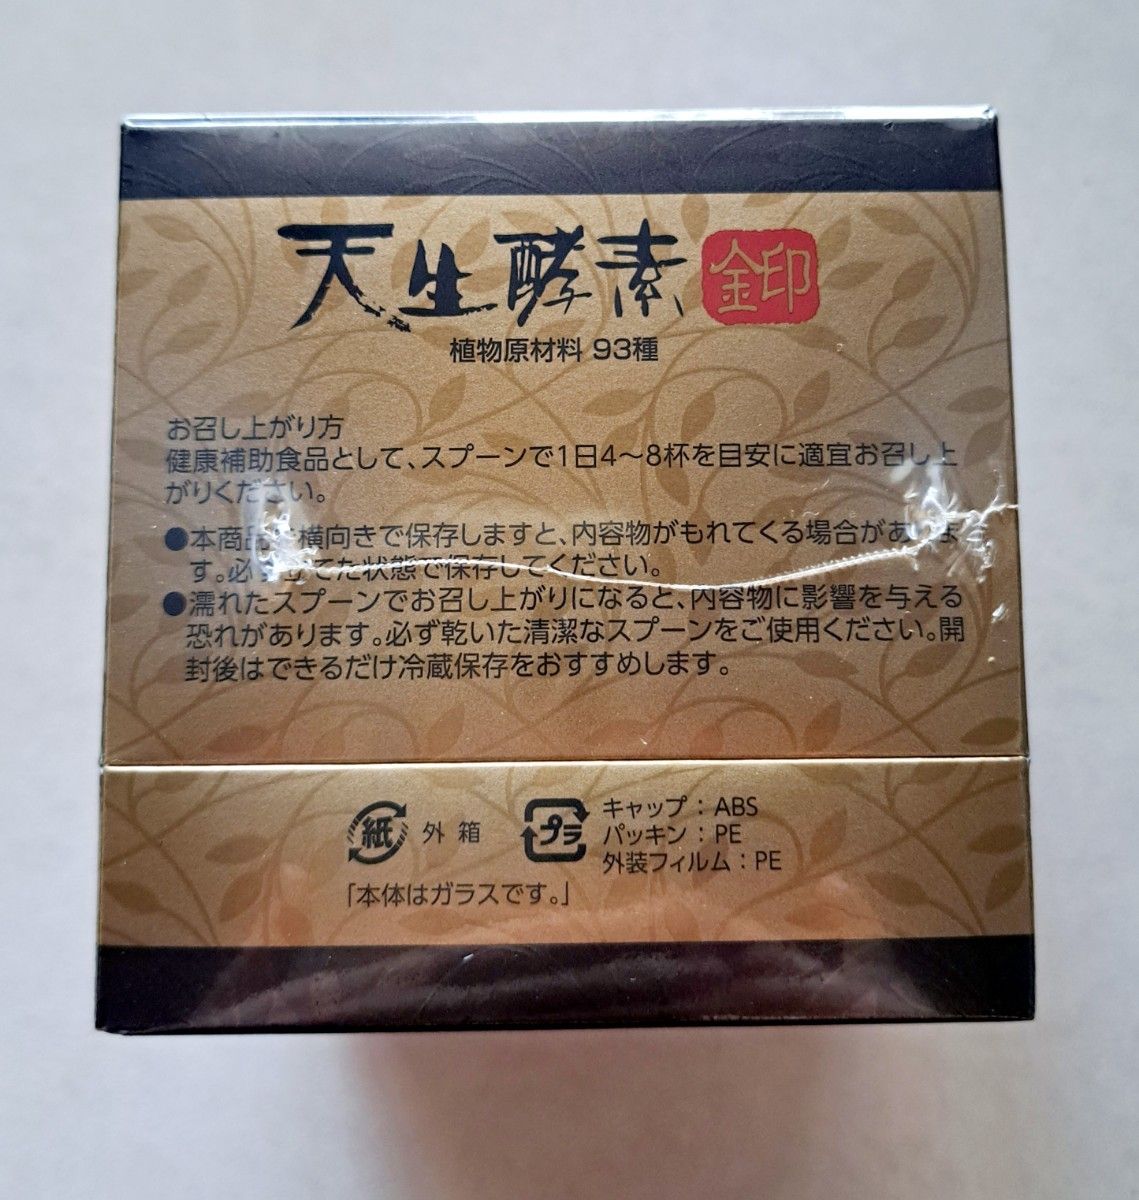 天生酵素 金印
植物原材料 93種
お召し上がり方
健康補助食品として、スプーンで1日4〜8杯を目安に適宜お召し上
がりください。
●本商品 横向きで保存しますと、内容物がもれてくる場合があ ま
す。必ず てた状態で保存してください。
●濡れたスプーンでお召し上がりになると、内容物に影響を与える
恐れがあります。必ず乾いた清潔なスプーンをご使用ください。開
封後はできるだけ冷蔵保存をおすすめします。
紙 外箱
プラ キャップ：ABS
パッキン：PE
外装フィルム：PE
「本体はガラスです。」